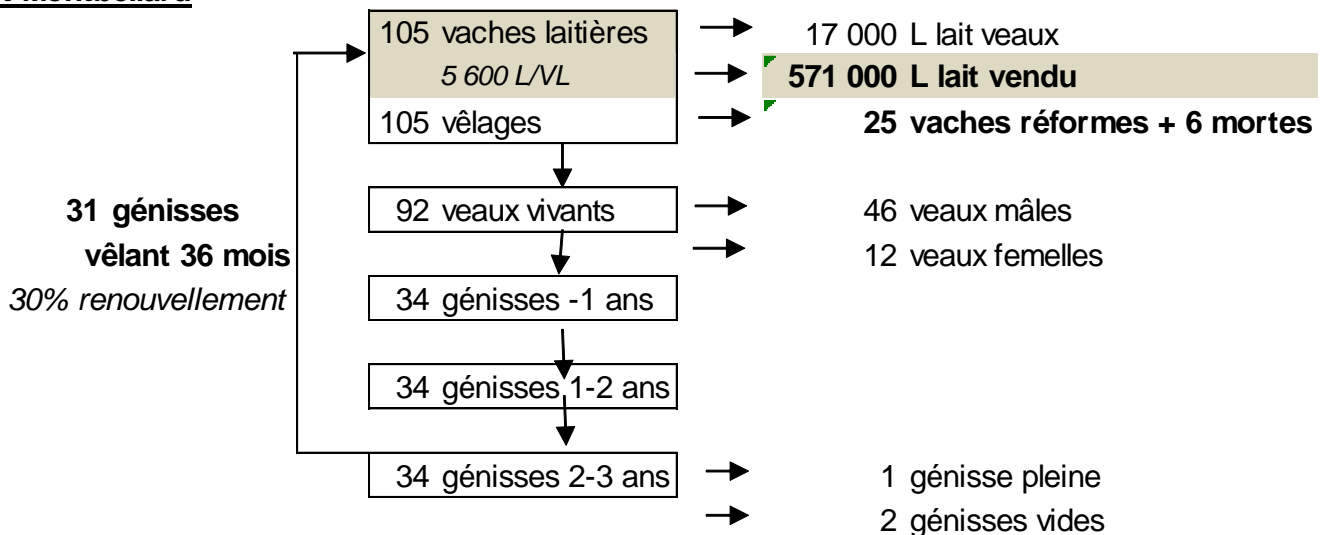 105 vaches laitières
17 000 L lait veaux
5 600 L/VL
571 000 L lait vendu
105 vêlages
25 vaches réformes + 6 mortes
31 génisses
92 veaux vivants
46 veaux mâles
vêlant 36 mois
12 veaux femelles
30% renouvellement
34 génisses -1 ans
34 génisses 1-2 ans
34 génisses 2-3 ans
1 génisse pleine
2 génisses vides